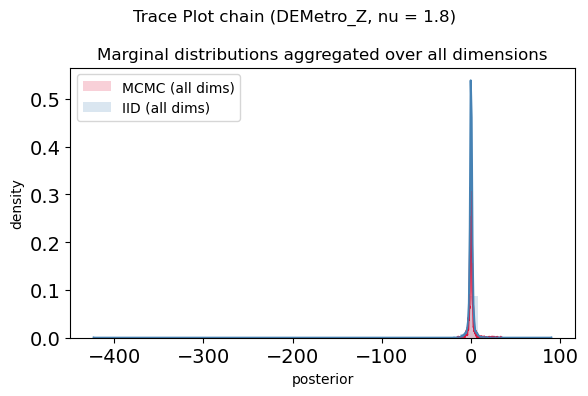 Trace Plot chain (DEMetro_Z, nu = 1.8)
Marginal distributions aggregated over all dimensions
MCMC (all dims)
IID (all dims)
density
0.5
0.4
0.3
0.2
0.1
0.0
−400 −300 −200 −100 0 100
posterior